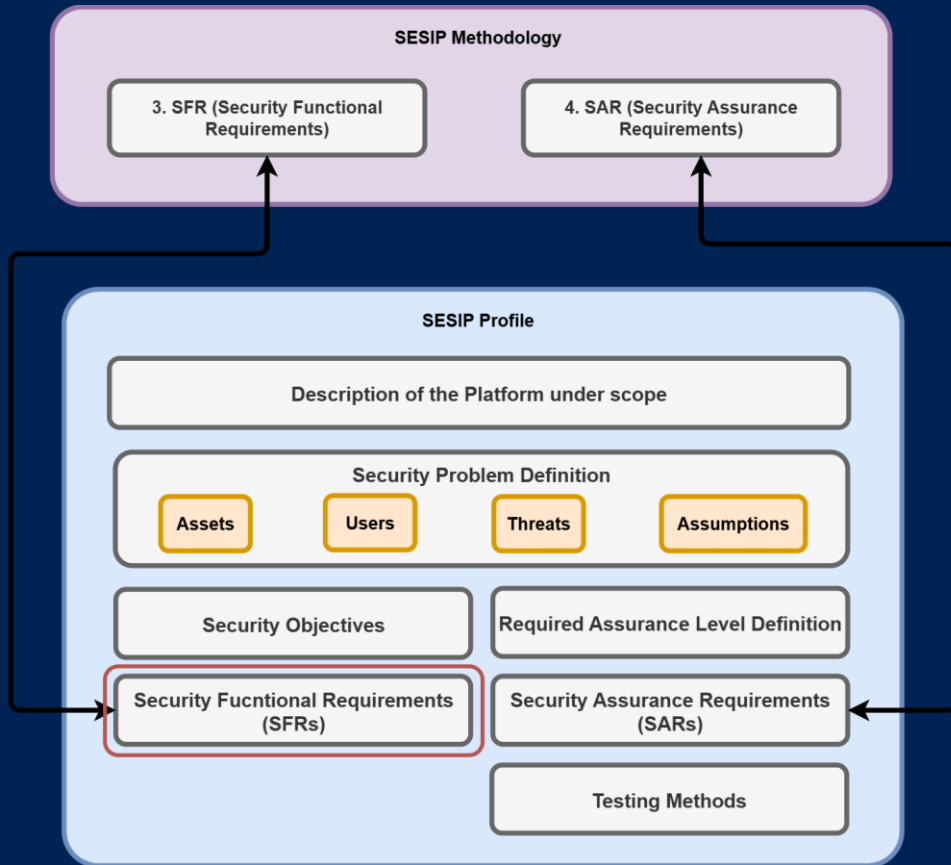 SESIP Methodology
3. SFR (Security Functional
Requirements)
4. SAR (Security Assurance
Requirements)
SESIP Profile
Description of the Platform under scope
Security Problem Definition
Assets
Users
Threats
Assumptions
Security Objectives
Required Assurance Level Definition
Security Fucntional Requirements
(SFRs)
Security Assurance Requirements
(SARs)
Testing Methods